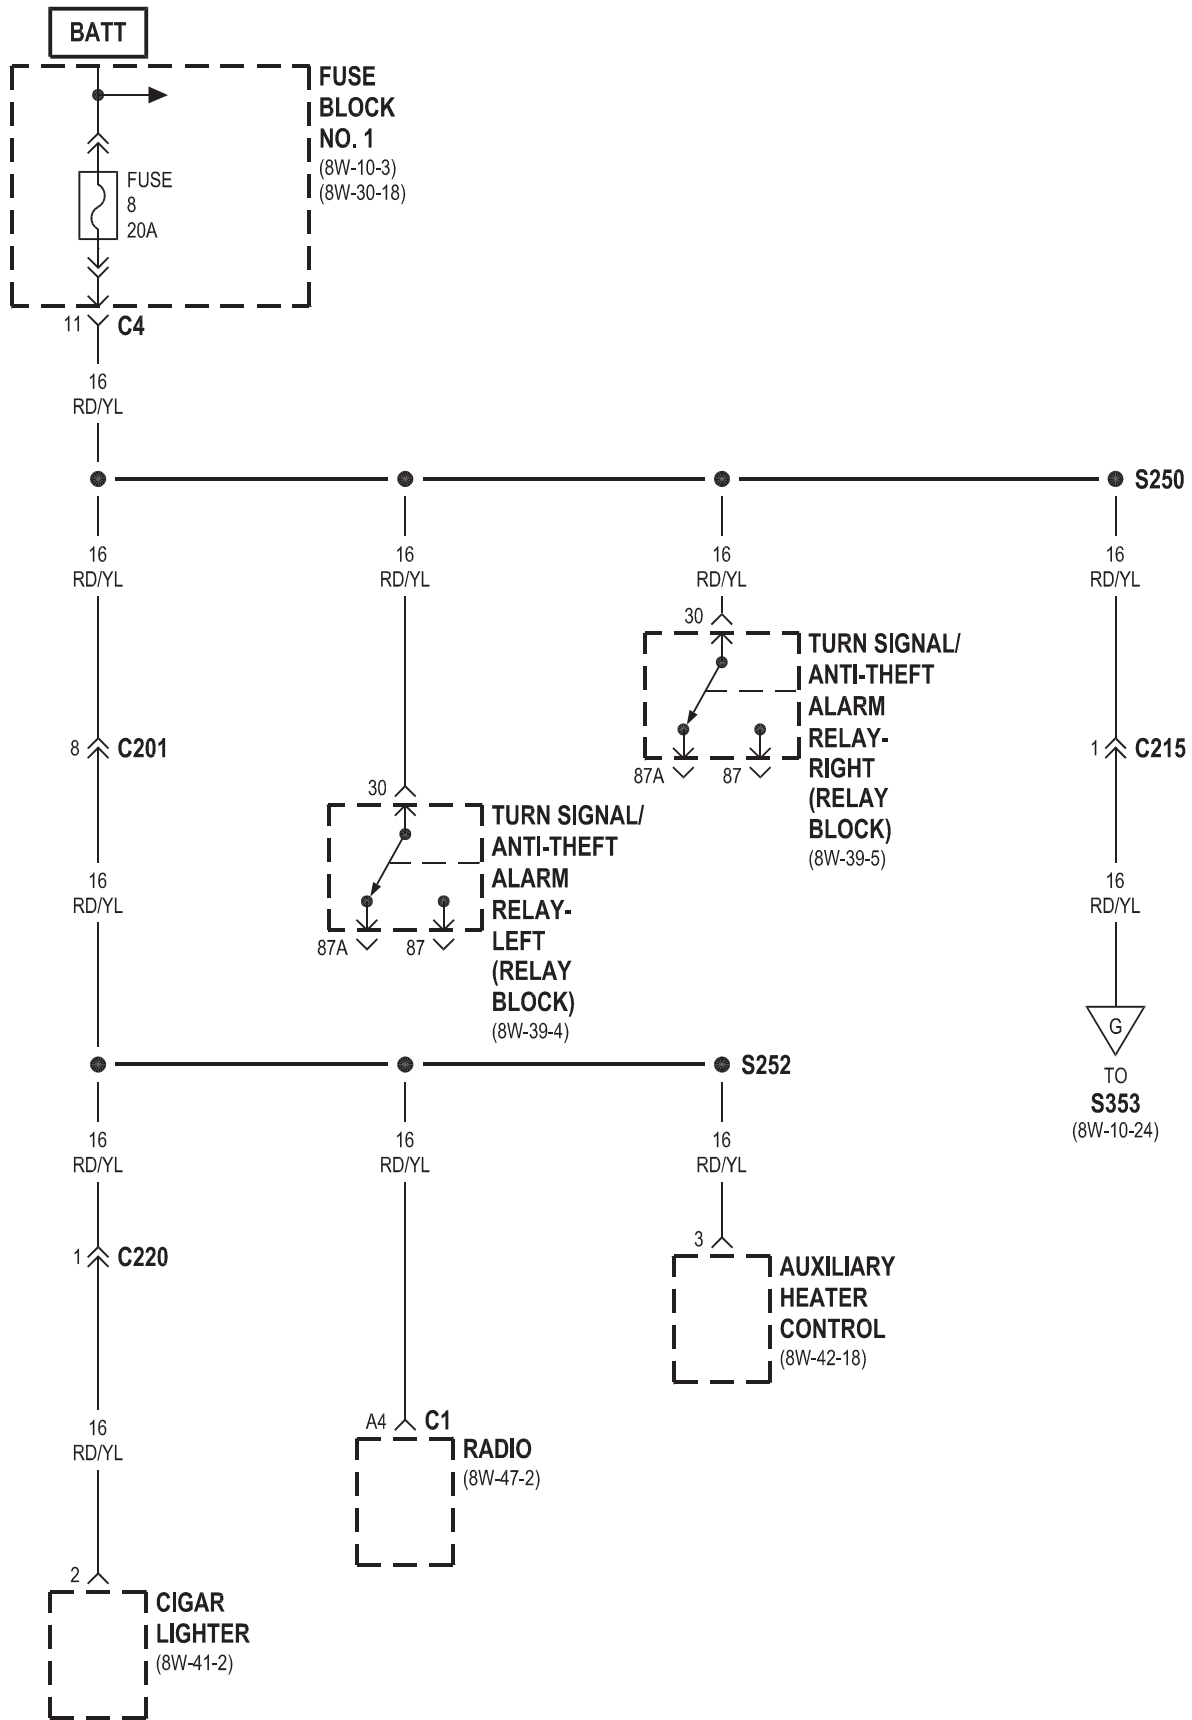 BATT
FUSE
BLOCK
NO. 1
(8W-10-3)
(8W-30-18)
FUSE
8
20A
11
C4
16
RD/YL
S250
16
RD/YL
16
RD/YL
16
RD/YL
16
RD/YL
30
TURN SIGNAL/
ANTI-THEFT
ALARM
RELAY-
RIGHT
(RELAY
BLOCK)
(8W-39-5)
87A
87
8
C201
1
C215
30
TURN SIGNAL/
ANTI-THEFT
ALARM
RELAY-
LEFT
(RELAY
BLOCK)
(8W-39-4)
87A
87
16
RD/YL
16
RD/YL
G
TO
S353
(8W-10-24)
S252
16
RD/YL
16
RD/YL
16
RD/YL
1
C220
3
AUXILIARY
HEATER
CONTROL
(8W-42-18)
A4
C1
RADIO
(8W-47-2)
16
RD/YL
2
CIGAR
LIGHTER
(8W-41-2)